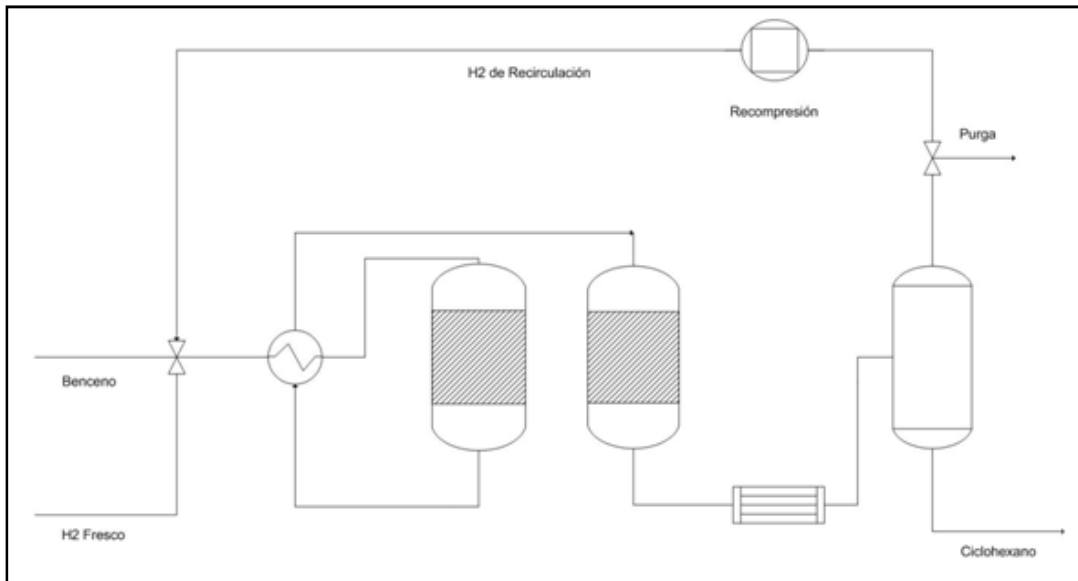 H2 de Recirculación
Recompresión
Purga
Benceno
H2 Fresco
Ciclohexano